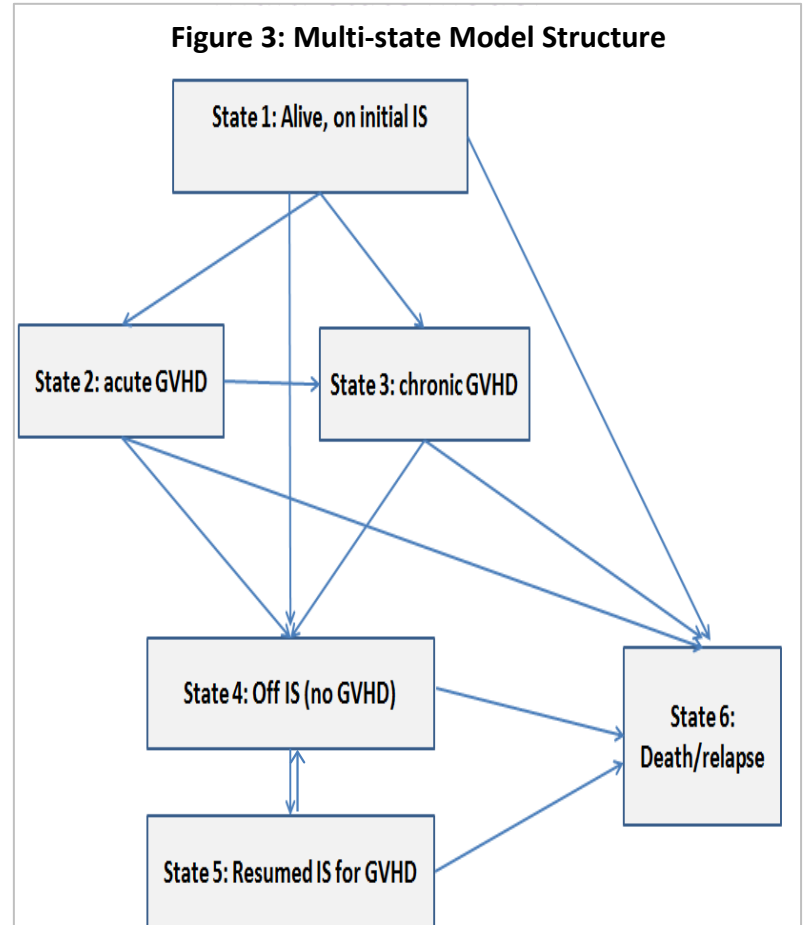 Figure 3: Multi-state Model Structure
State 1: Alive, on initial IS
State 2: acute GVHD
State 3: chronic GVHD
State 4: Off IS (no GVHD)
State 6:
Death/relapse
State 5: Resumed IS for GVHD